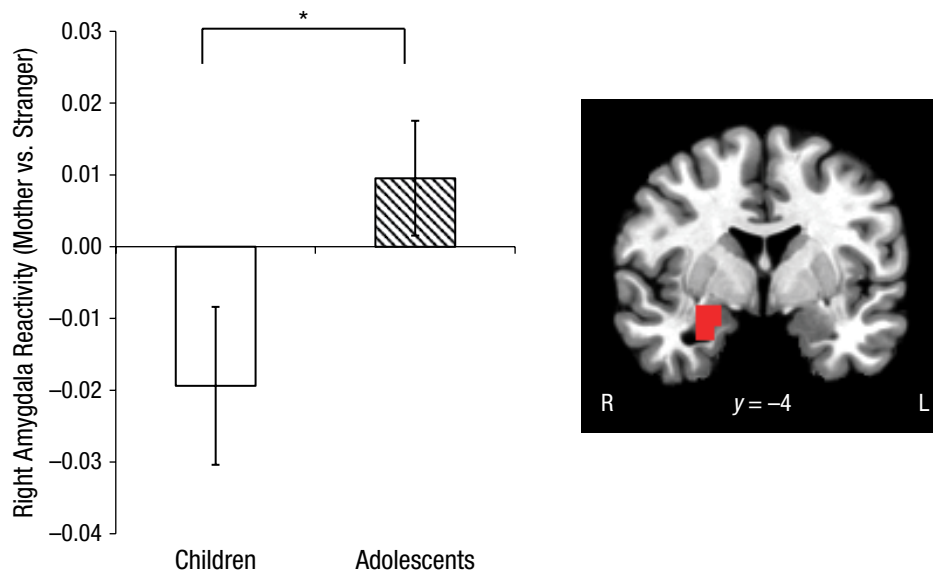 *
Right Amygdala Reactivity (Mother vs. Stranger)
0.03
0.02
0.01
0.00
–0.01
–0.02
–0.03
–0.04
Children
Adolescents
R
y = –4
L